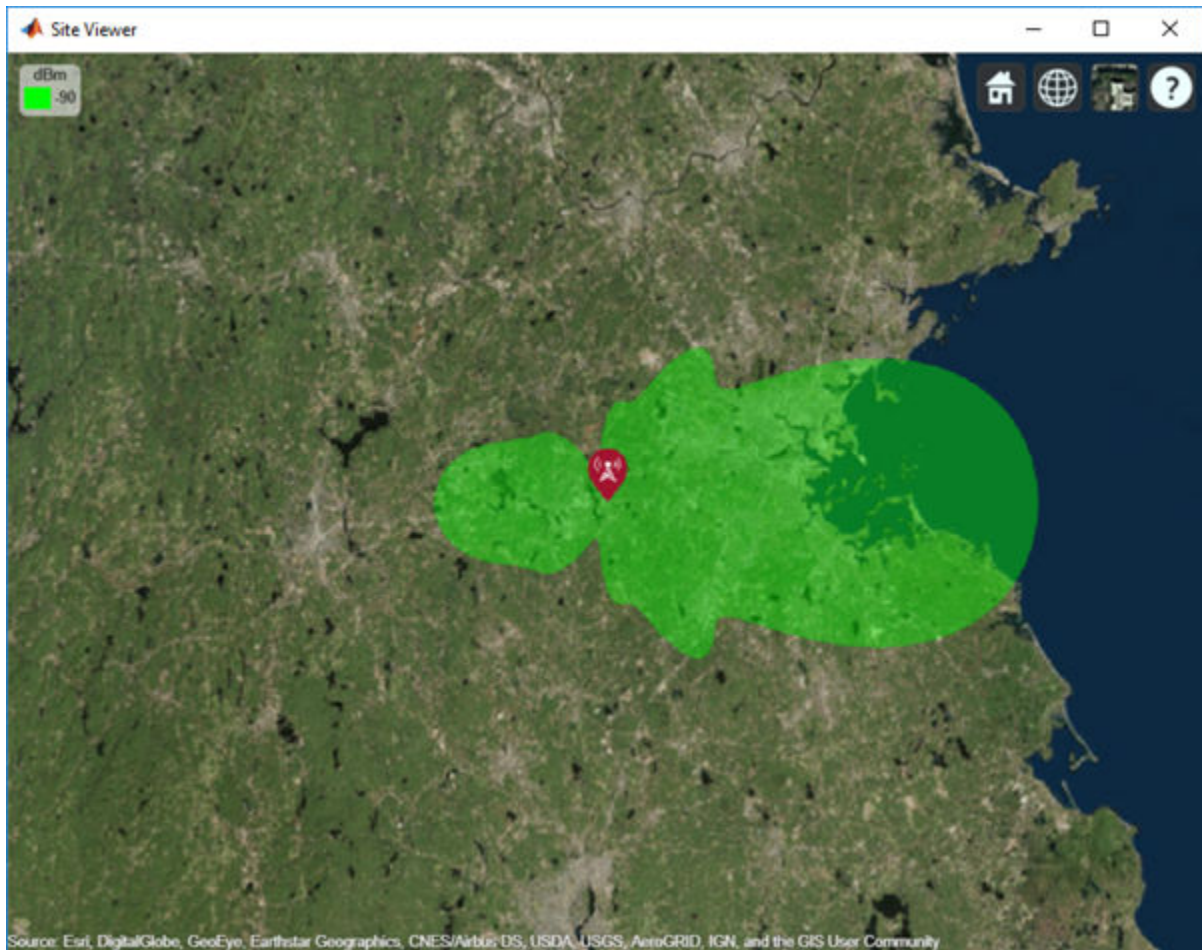 Site Viewer
dBm
-90
?
Source: Esri, DigitalGlobe, GeoEye, Earthstar Geographics, CNES/Airbus DS, USDA, USGS, AeroGRID, IGN, and the GIS User Community